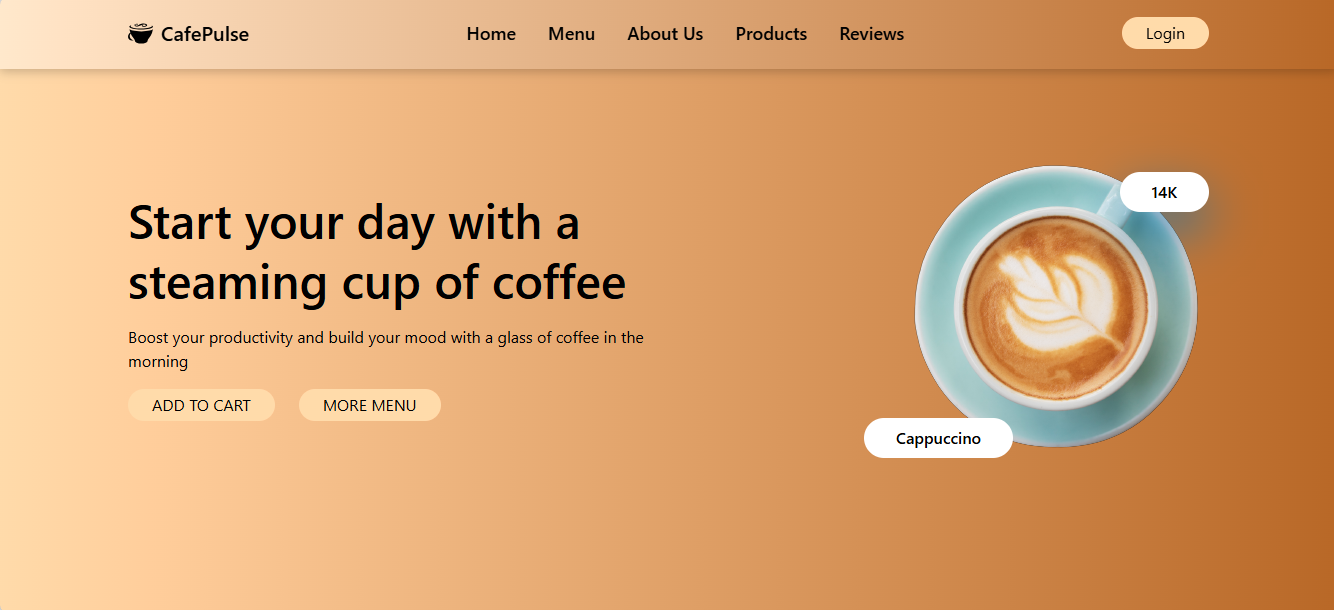 CafePulse Home Menu About Us Products Reviews Login
Start your day with a
steaming cup of coffee
Boost your productivity and build your mood with a glass of coffee in the
morning
ADD TO CART MORE MENU
14K
Cappuccino